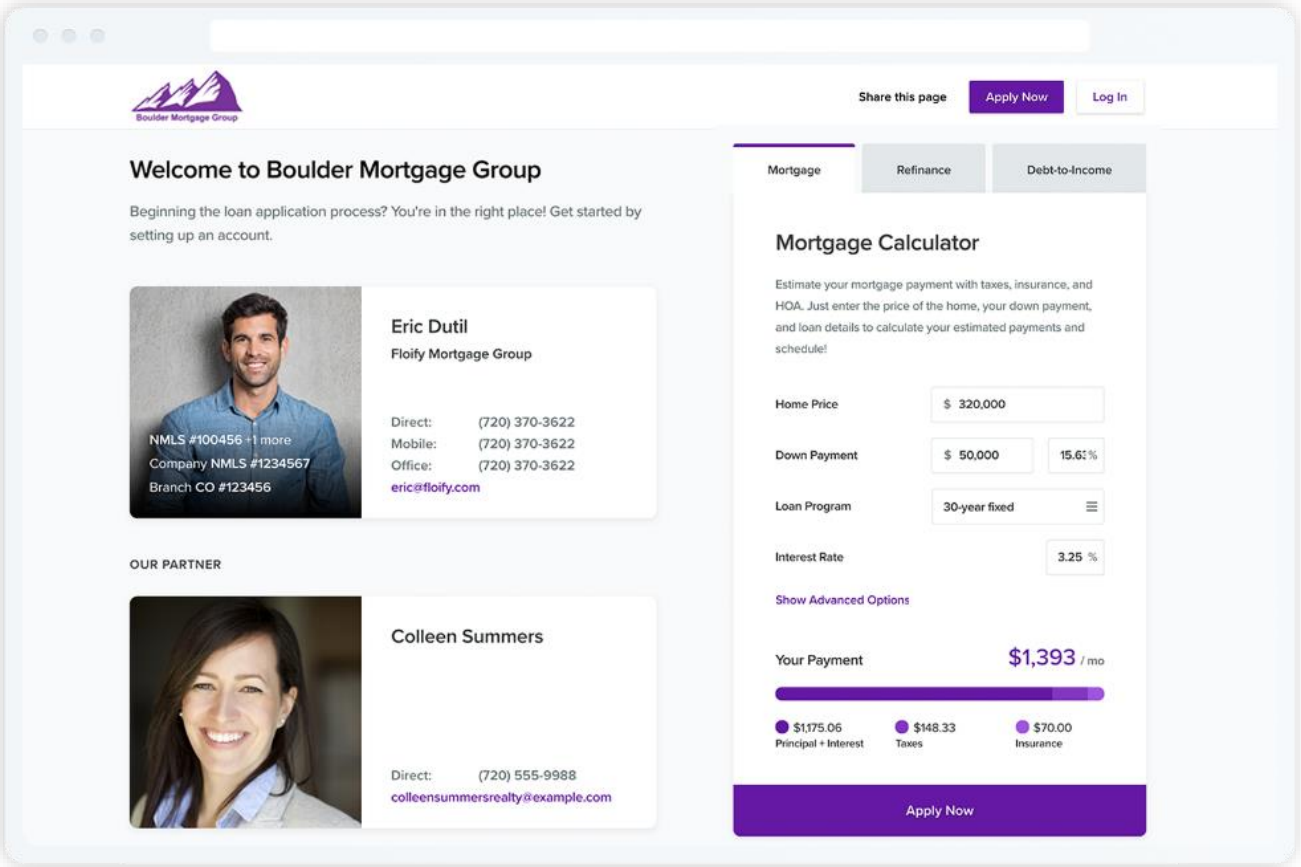 Boulder Mortgage Group
Share this page
Apply Now
Log In
Welcome to Boulder Mortgage Group
Beginning the loan application process? You're in the right place! Get started by
setting up an account.
NMLS #100456 +1 more
Company NMLS #1234567
Branch CO #123456
Eric Dutil
Floify Mortgage Group
Direct: (720) 370-3622
Mobile: (720) 370-3622
Office: (720) 370-3622
eric@floify.com
OUR PARTNER
Colleen Summers
Direct: (720) 555-9988
colleensummersrealty@example.com
Mortgage
Refinance
Debt-to-Income
Mortgage Calculator
Estimate your mortgage payment with taxes, insurance, and
HOA. Just enter the price of the home, your down payment,
and loan details to calculate your estimated payments and
schedule!
Home Price $ 320,000
Down Payment $ 50,000 15.63%
Loan Program 30-year fixed
Interest Rate 3.25 %
Show Advanced Options
Your Payment $1,393 / mo
$1,175.06 $148.33 $70.00
Principal + Interest Taxes Insurance
Apply Now